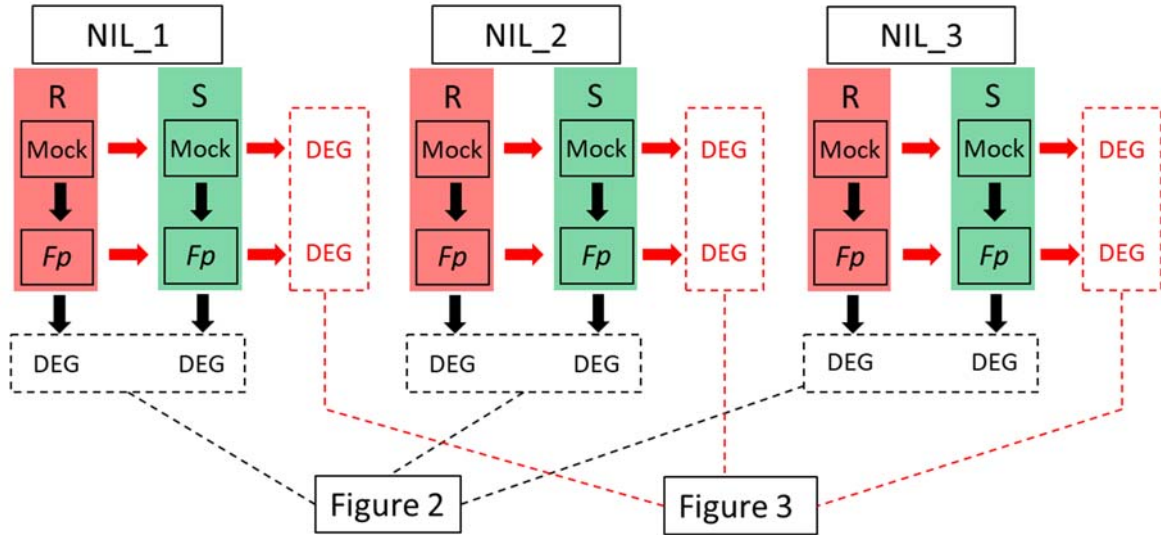 NIL_1 NIL_2 NIL_3
R S R S R S
Mock Mock DEG Mock Mock DEG Mock Mock DEG
Fp Fp DEG Fp Fp DEG Fp Fp DEG
DEG DEG DEG DEG DEG DEG
Figure 2 Figure 3